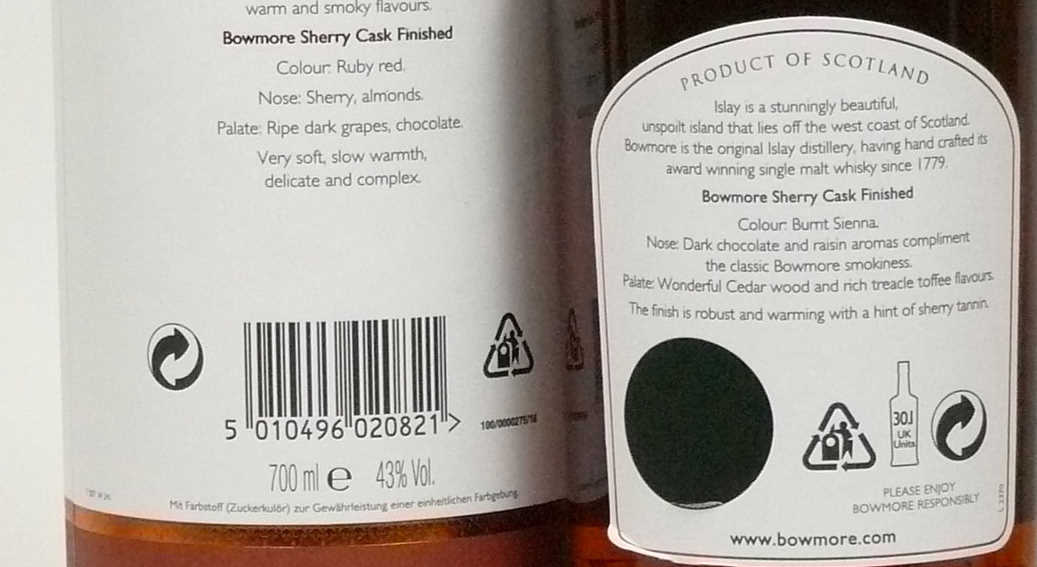 warm and smoky flavours.
Bowmore Sherry Cask Finished
Colour: Ruby red.
Nose: Sherry, almonds.
Palate: Ripe dark grapes, chocolate.
Very soft, slow warmth,
delicate and complex.
5 010496 020821 >
100/0000275/16
700 ml e 43% Vol.
Mit Farbstoff (Zuckerkulör) zur Gewährleistung einer einheitlichen Farbgebung.
PRODUCT OF SCOTLAND
Islay is a stunningly beautiful,
unspoilt island that lies off the west coast of Scotland.
Bowmore is the original Islay distillery, having hand crafted its
award winning single malt whisky since 1779.
Bowmore Sherry Cask Finished
Colour: Burnt Sienna.
Nose: Dark chocolate and raisin aromas compliment
the classic Bowmore smokiness.
Palate: Wonderful Cedar wood and rich treacle toffee flavours.
The finish is robust and warming with a hint of sherry tannin.
30.1
UK
Units
PLEASE ENJOY
BOWMORE RESPONSIBLY
www.bowmore.com